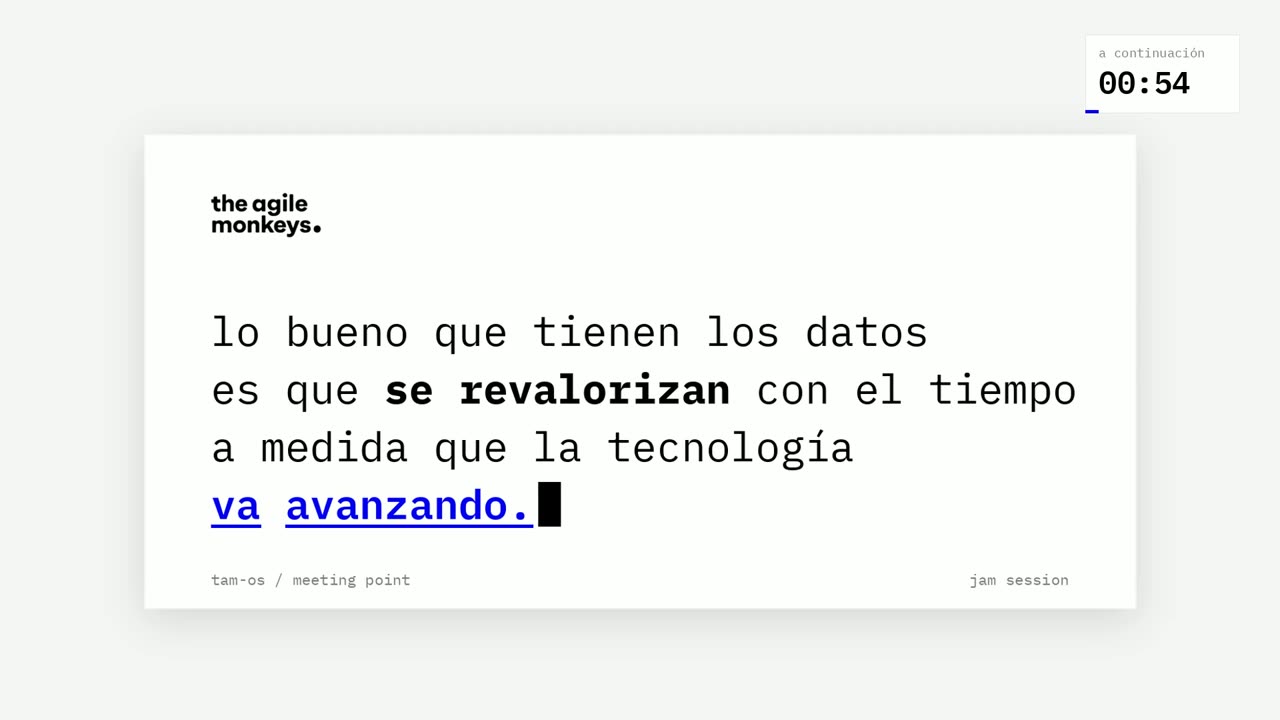 a continuación
00:54
the agile
monkeys.
lo bueno que tienen los datos
es que se revalorizan con el tiempo
a medida que la tecnología
va avanzando.
tam-os / meeting point
jam session